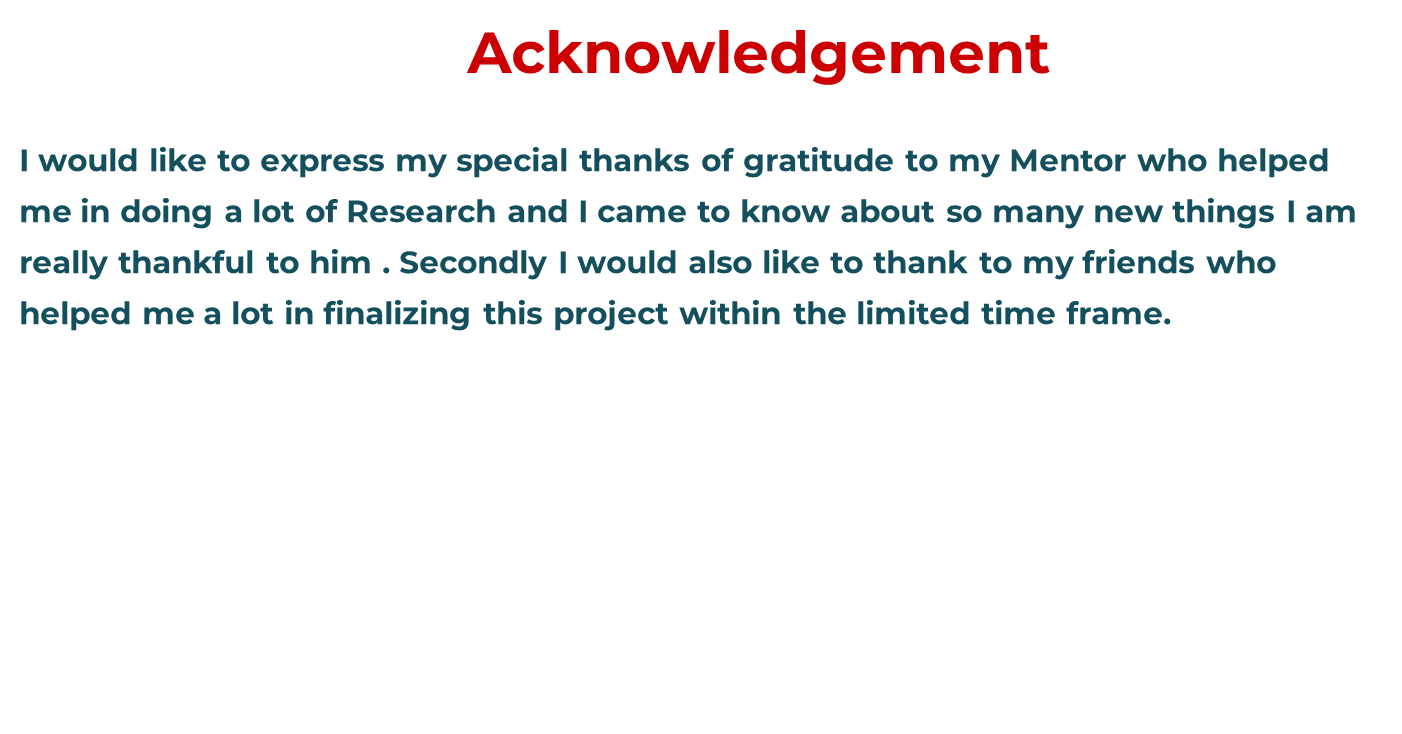 Acknowledgement
I would like to express my special thanks of gratitude to my Mentor who helped
me in doing a lot of Research and I came to know about so many new things I am
really thankful to him . Secondly I would also like to thank to my friends who
helped me a lot in finalizing this project within the limited time frame.